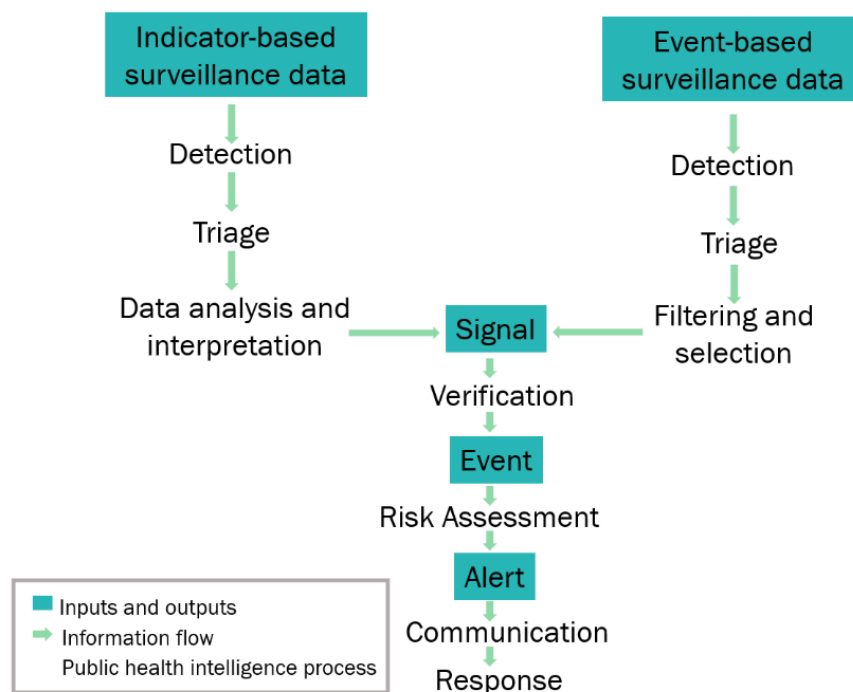 Indicator-based
surveillance data
Event-based
surveillance data
Detection
Detection
Triage
Triage
Data analysis and
interpretation
Signal
Filtering and
selection
Verification
Event
Risk Assessment
Alert
Communication
Response
Inputs and outputs
Information flow
Public health intelligence process